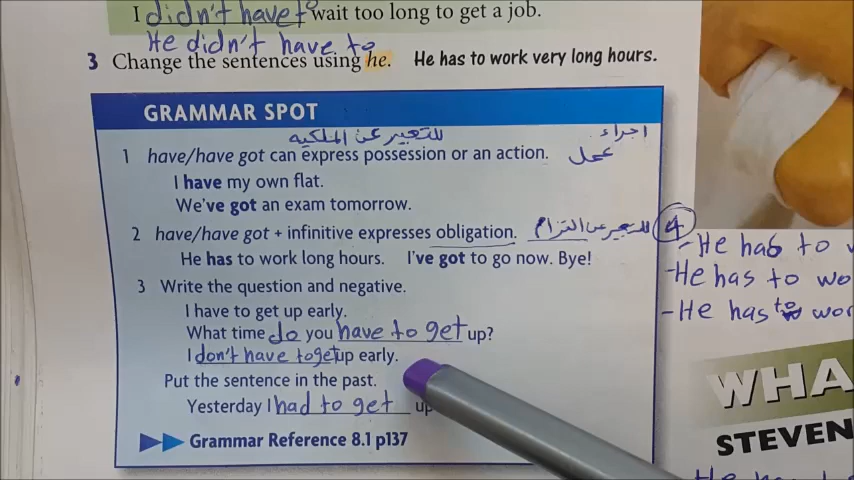 I didn't have to wait too long to get a job.
He didn't have to
3 Change the sentences using he. He has to work very long hours.
GRAMMAR SPOT
للتعبير عن الملكيه
اجراء
1 have/have got can express possession or an action. عمل
I have my own flat.
We've got an exam tomorrow.
2 have/have got + infinitive expresses obligation. للتعبير عن التزام 4
He has to work long hours. I've got to go now. Bye!
3 Write the question and negative.
I have to get up early.
What time do you have to get up?
I don't have to get up early.
Put the sentence in the past.
Yesterday I had to get up
Grammar Reference 8.1 p137
- He has to
- He has to wo
- He has to wor
WHA
STEVEN